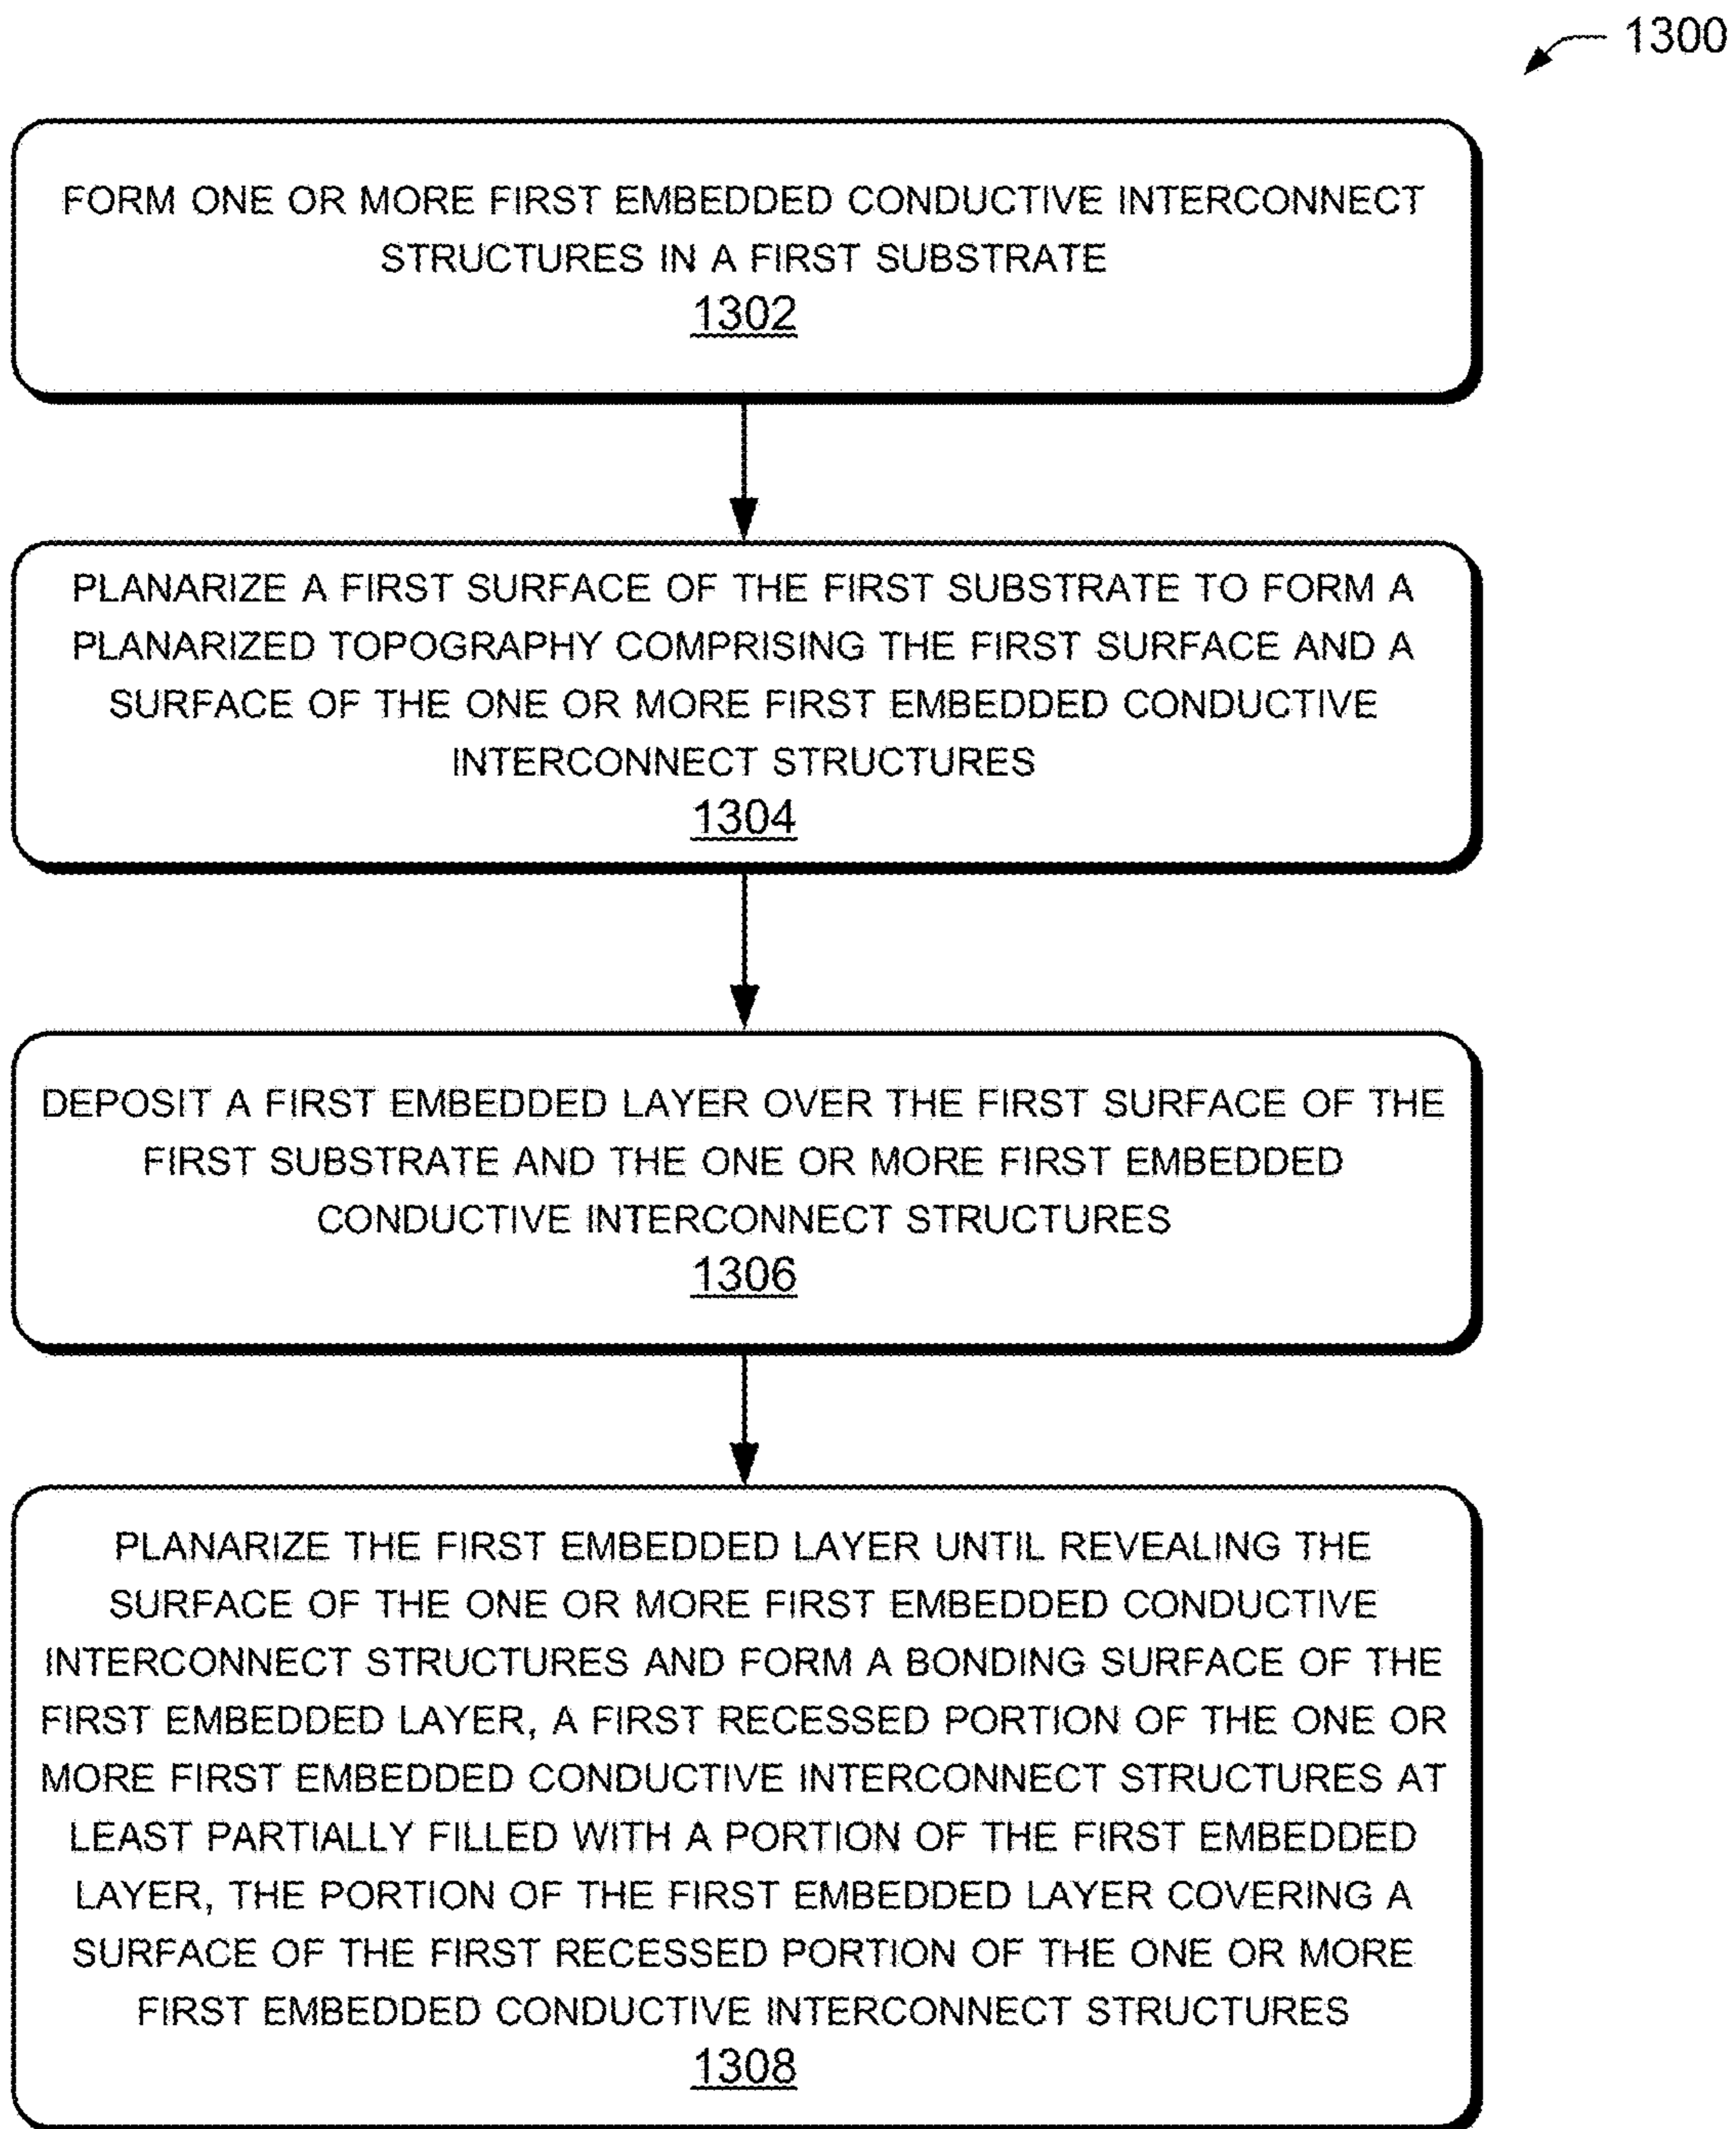 1300
FORM ONE OR MORE FIRST EMBEDDED CONDUCTIVE INTERCONNECT
STRUCTURES IN A FIRST SUBSTRATE
1302
PLANARIZE A FIRST SURFACE OF THE FIRST SUBSTRATE TO FORM A
PLANARIZED TOPOGRAPHY COMPRISING THE FIRST SURFACE AND A
SURFACE OF THE ONE OR MORE FIRST EMBEDDED CONDUCTIVE
INTERCONNECT STRUCTURES
1304
DEPOSIT A FIRST EMBEDDED LAYER OVER THE FIRST SURFACE OF THE
FIRST SUBSTRATE AND THE ONE OR MORE FIRST EMBEDDED
CONDUCTIVE INTERCONNECT STRUCTURES
1306
PLANARIZE THE FIRST EMBEDDED LAYER UNTIL REVEALING THE
SURFACE OF THE ONE OR MORE FIRST EMBEDDED CONDUCTIVE
INTERCONNECT STRUCTURES AND FORM A BONDING SURFACE OF THE
FIRST EMBEDDED LAYER, A FIRST RECESSED PORTION OF THE ONE OR
MORE FIRST EMBEDDED CONDUCTIVE INTERCONNECT STRUCTURES AT
LEAST PARTIALLY FILLED WITH A PORTION OF THE FIRST EMBEDDED
LAYER, THE PORTION OF THE FIRST EMBEDDED LAYER COVERING A
SURFACE OF THE FIRST RECESSED PORTION OF THE ONE OR MORE
FIRST EMBEDDED CONDUCTIVE INTERCONNECT STRUCTURES
1308